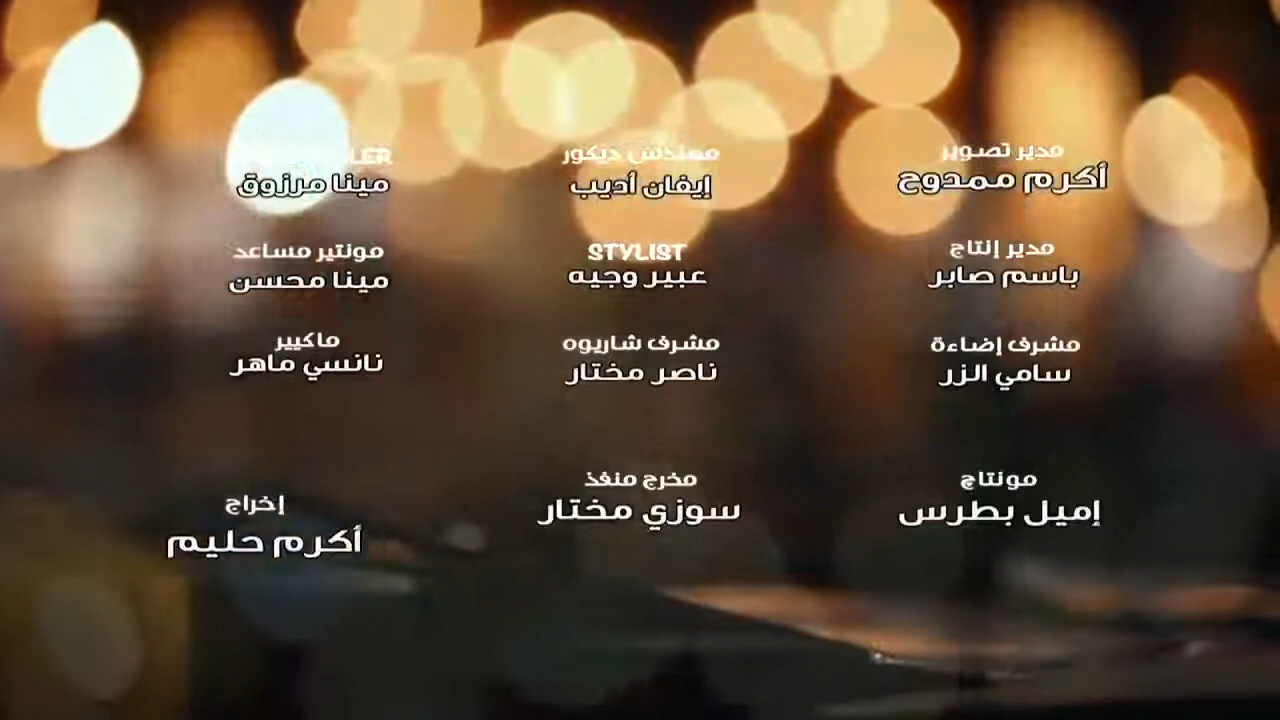 مدير تصوير
أكرم ممدوح
مهندس ديكور
إيفان أديب
مينا مرزوق
مدير إنتاج
باسم صابر
STYLIST
عبير وجيه
مونتير مساعد
مينا محسن
مشرف إضاءة
سامي الزر
مشرف شاريوه
ناصر مختار
ماكيير
نانسي ماهر
مونتاج
إميل بطرس
مخرج منفذ
سوزي مختار
إخراج
أكرم حليم